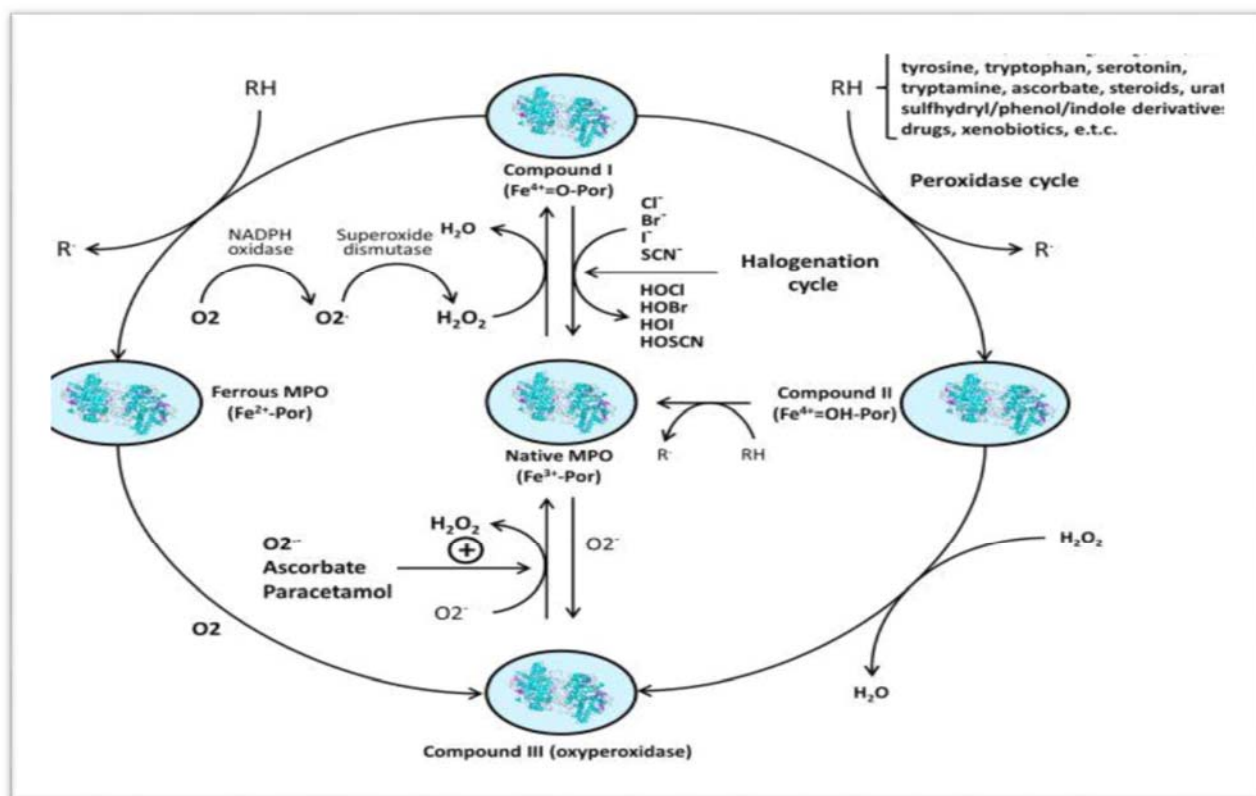 tyrosine, tryptophan, serotonin,
RH
RH
tryptamine, ascorbate, steroids,
sulfhydryl/phenol/indole
drugs, xenobiotics, e.t.c.
Compound I
(Fe⁴⁺=O-Por)
Peroxidase cycle
Cl⁻
Br⁻
I⁻
SCN⁻
R·
NADPH
oxidase
Superoxide
dismutase
H₂O
R·
Halogenation
cycle
HOCl
HOBr
HOI
HOSCN
O2
O2·
H₂O₂
Ferrous MPO
(Fe²⁺-Por)
Compound II
(Fe⁴⁺=OH-Por)
Native MPO
(Fe³⁺-Por)
R·
RH
H₂O₂
O2·⁻
Ascorbate
Paracetamol
+
O2⁻
O2⁻
H₂O₂
O2
H₂O
Compound III (oxyperoxidase)